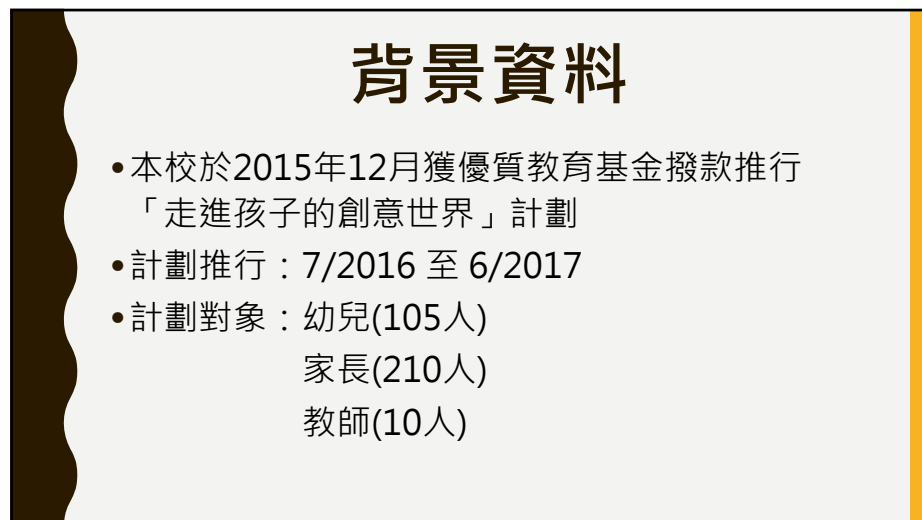 背景資料
•本校於2015年12月獲優質教育基金撥款推行
「走進孩子的創意世界」計劃
•計劃推行：7/2016 至 6/2017
•計劃對象：幼兒(105人)
家長(210人)
教師(10人)